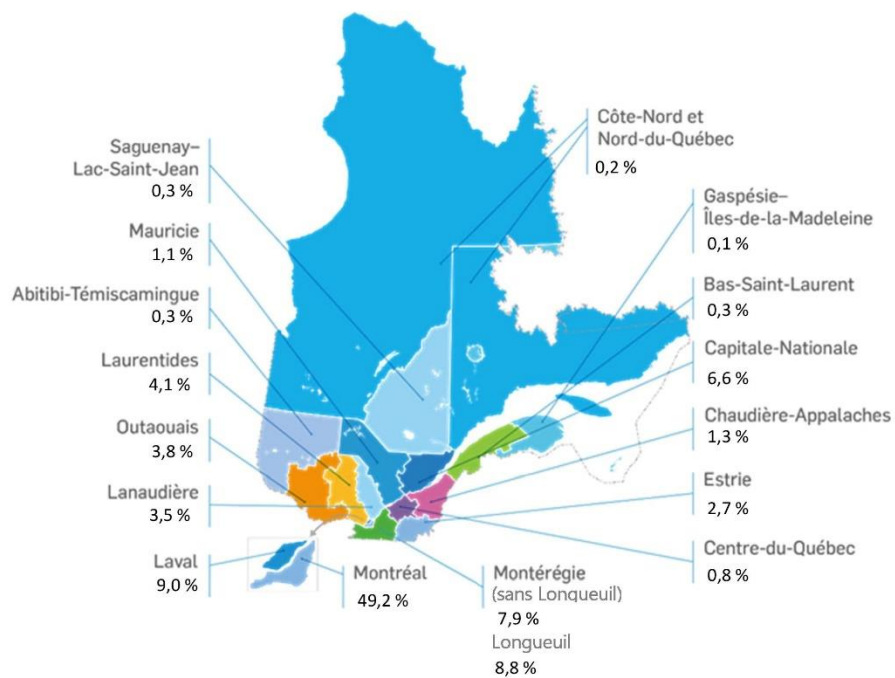 Côte-Nord et
Nord-du-Québec
0,2 %
Saguenay–
Lac-Saint-Jean
0,3 %
Mauricie
1,1 %
Abitibi-Témiscamingue
0,3 %
Laurentides
4,1 %
Outaouais
3,8 %
Lanaudière
3,5 %
Laval
9,0 %
Montréal
49,2 %
Montérégie
(sans Longueuil)
7,9 %
Longueuil
8,8 %
Gaspésie–
Îles-de-la-Madeleine
0,1 %
Bas-Saint-Laurent
0,3 %
Capitale-Nationale
6,6 %
Chaudière-Appalaches
1,3 %
Estrie
2,7 %
Centre-du-Québec
0,8 %